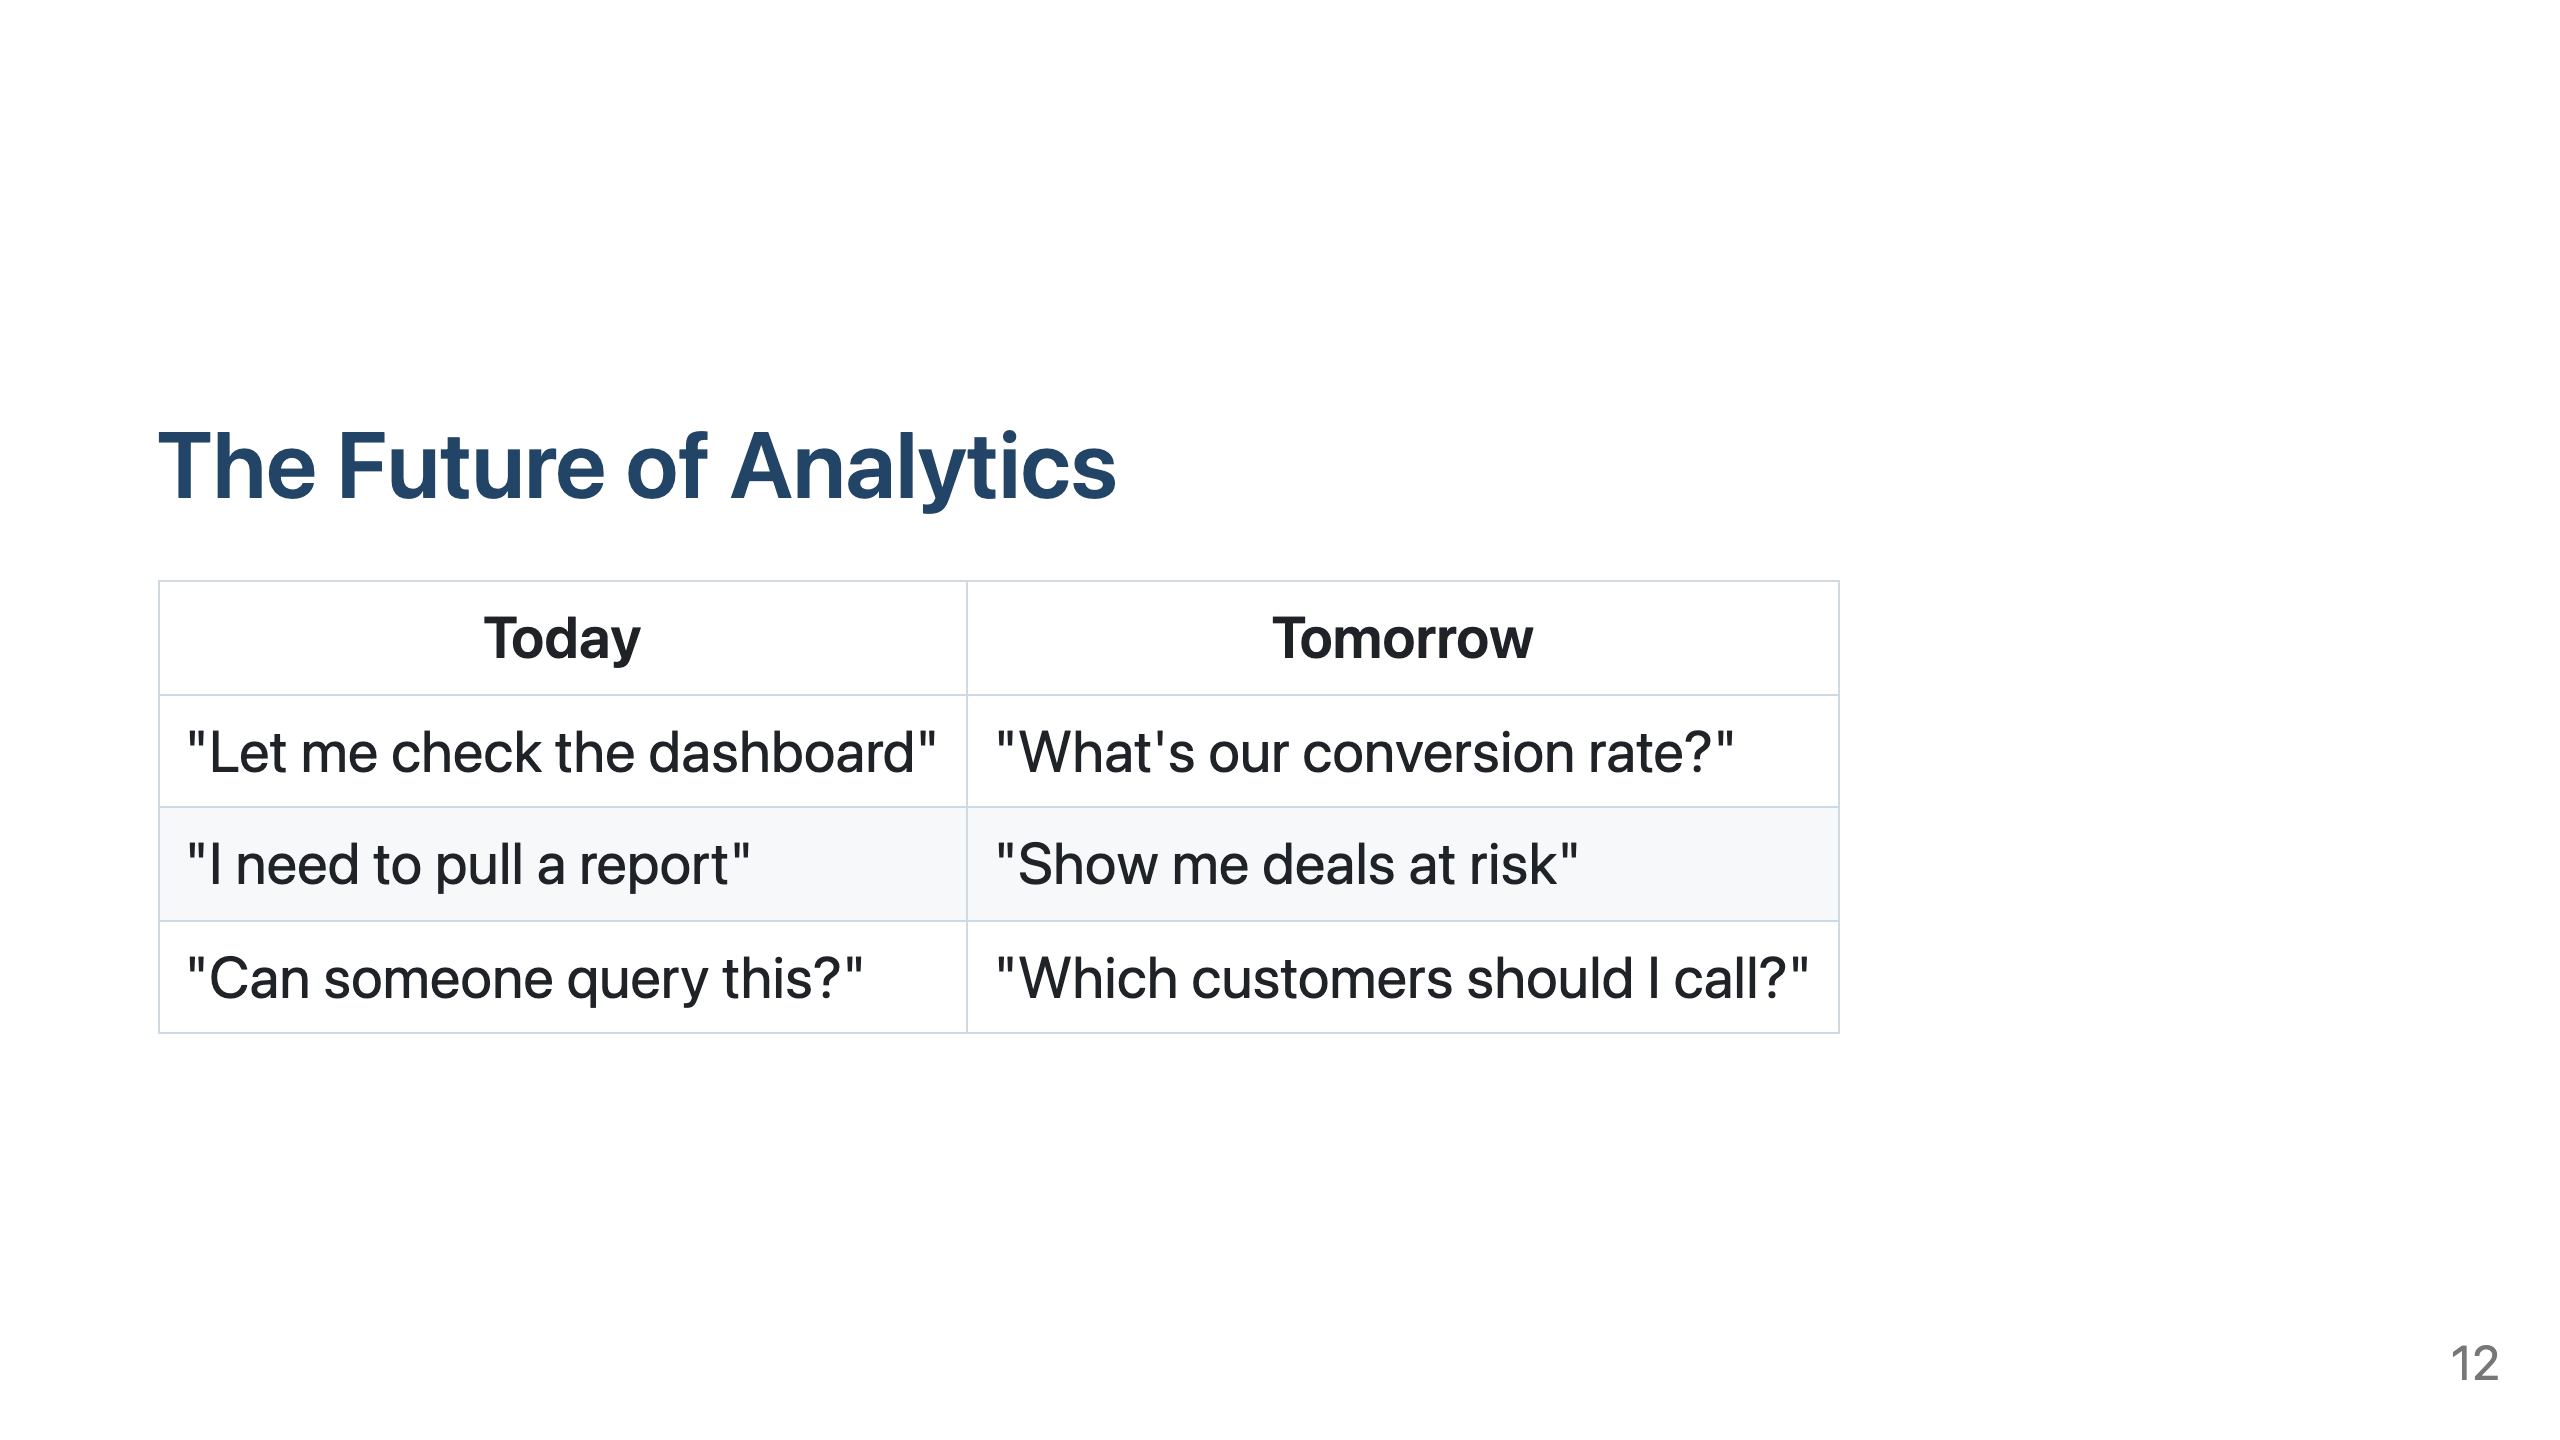 The Future of Analytics
Today Tomorrow
"Let me check the dashboard" "What's our conversion rate?"
"I need to pull a report" "Show me deals at risk"
"Can someone query this?" "Which customers should I call?"
12